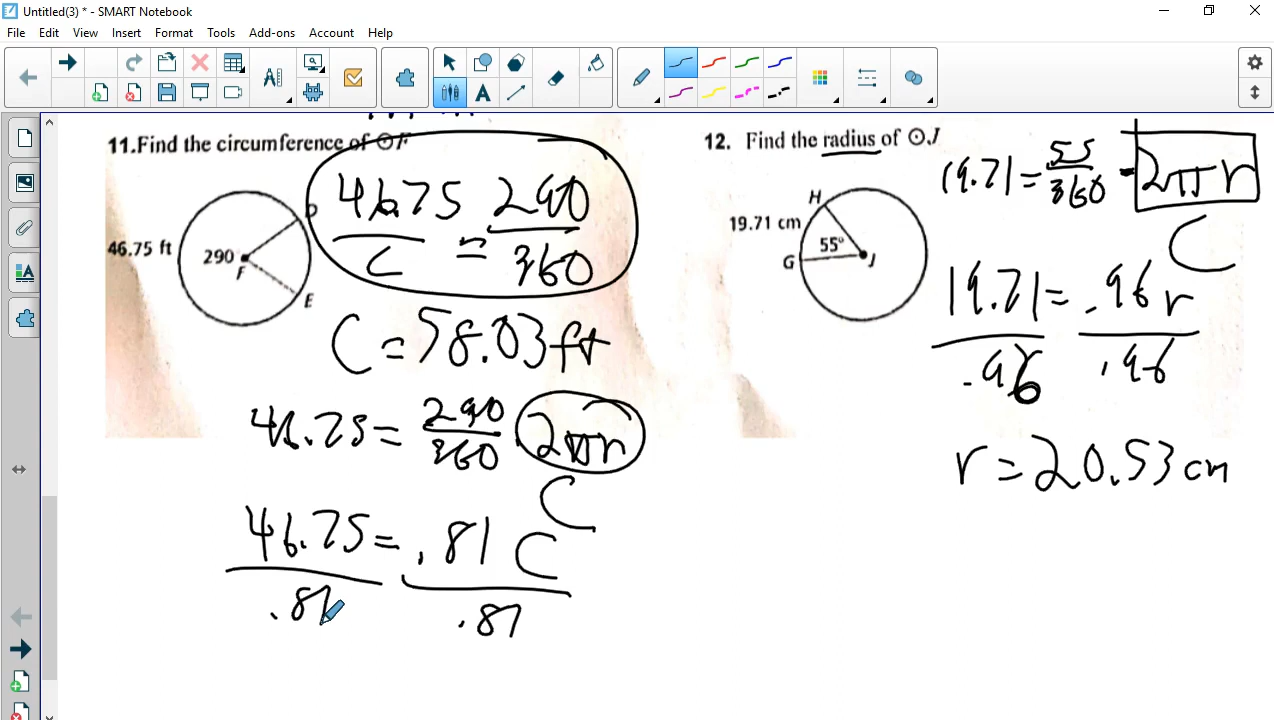 Untitled(3) * - SMART Notebook
File Edit View Insert Format Tools Add-ons Account Help
11.Find the circumference of ⊙F
46.75 / C = 290 / 360
D
46.75 ft
290
F
E
C = 58.03 ft
46.75 = 290/360 2πr
C
46.75 = .81 C
.81 .81
12. Find the radius of ⊙J
19.71 = 55/360 - 2πr
C
H
19.71 cm
55°
G
J
19.71 = .96 r
.96 .96
r = 20.53 cm